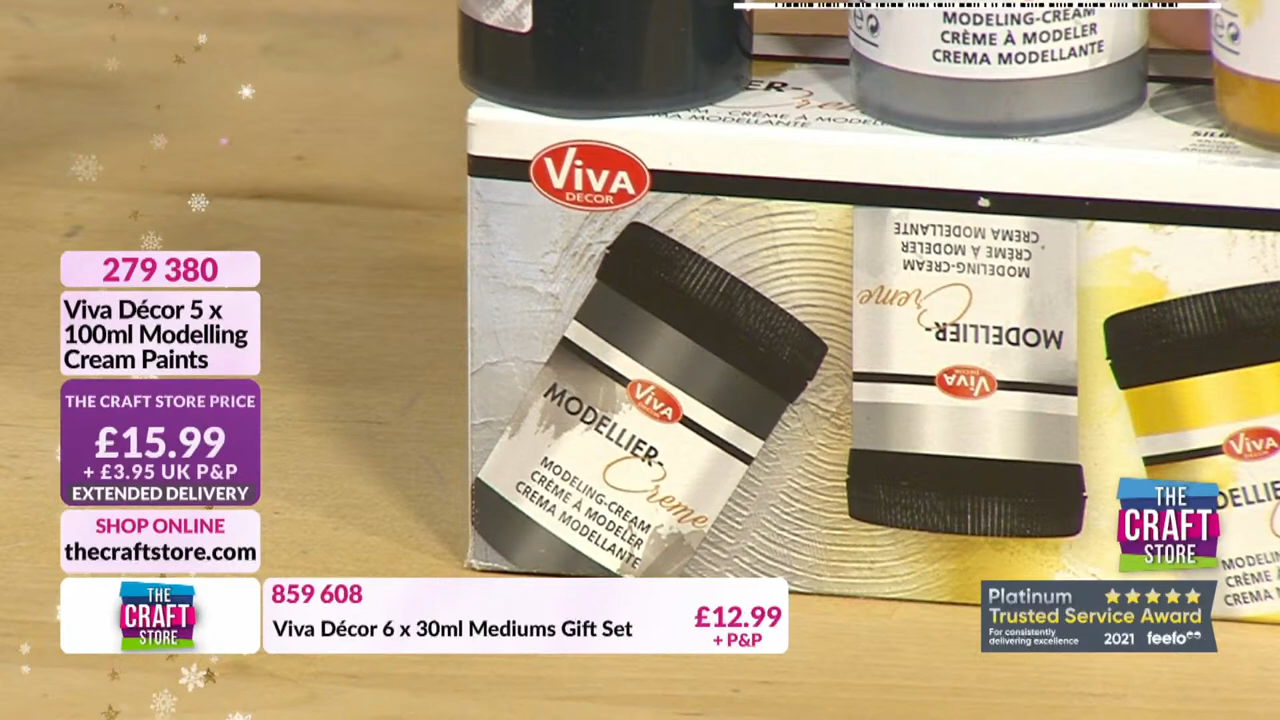 MODELING-CREAM
CRÈME À MODELER
CREMA MODELLANTE
VIVA
DECOR
CREMA MODELLANTE
CRÈME À MODELER
MODELING-CREAM
Creme
MODELLIER-
VIVA
DECOR
VIVA
DECOR
MODELLIER-
Creme
MODELING-CREAM
CRÈME À MODELER
CREMA MODELLANTE
VIVA
279 380
Viva Décor 5 x
100ml Modelling
Cream Paints
THE CRAFT STORE PRICE
£15.99
+ £3.95 UK P&P
EXTENDED DELIVERY
SHOP ONLINE
thecraftstore.com
THE
CRAFT
STORE
859 608
Viva Décor 6 x 30ml Mediums Gift Set
£12.99
+ P&P
THE
CRAFT
STORE
Platinum
Trusted Service Award
For consistently
delivering excellence
2021 feefo